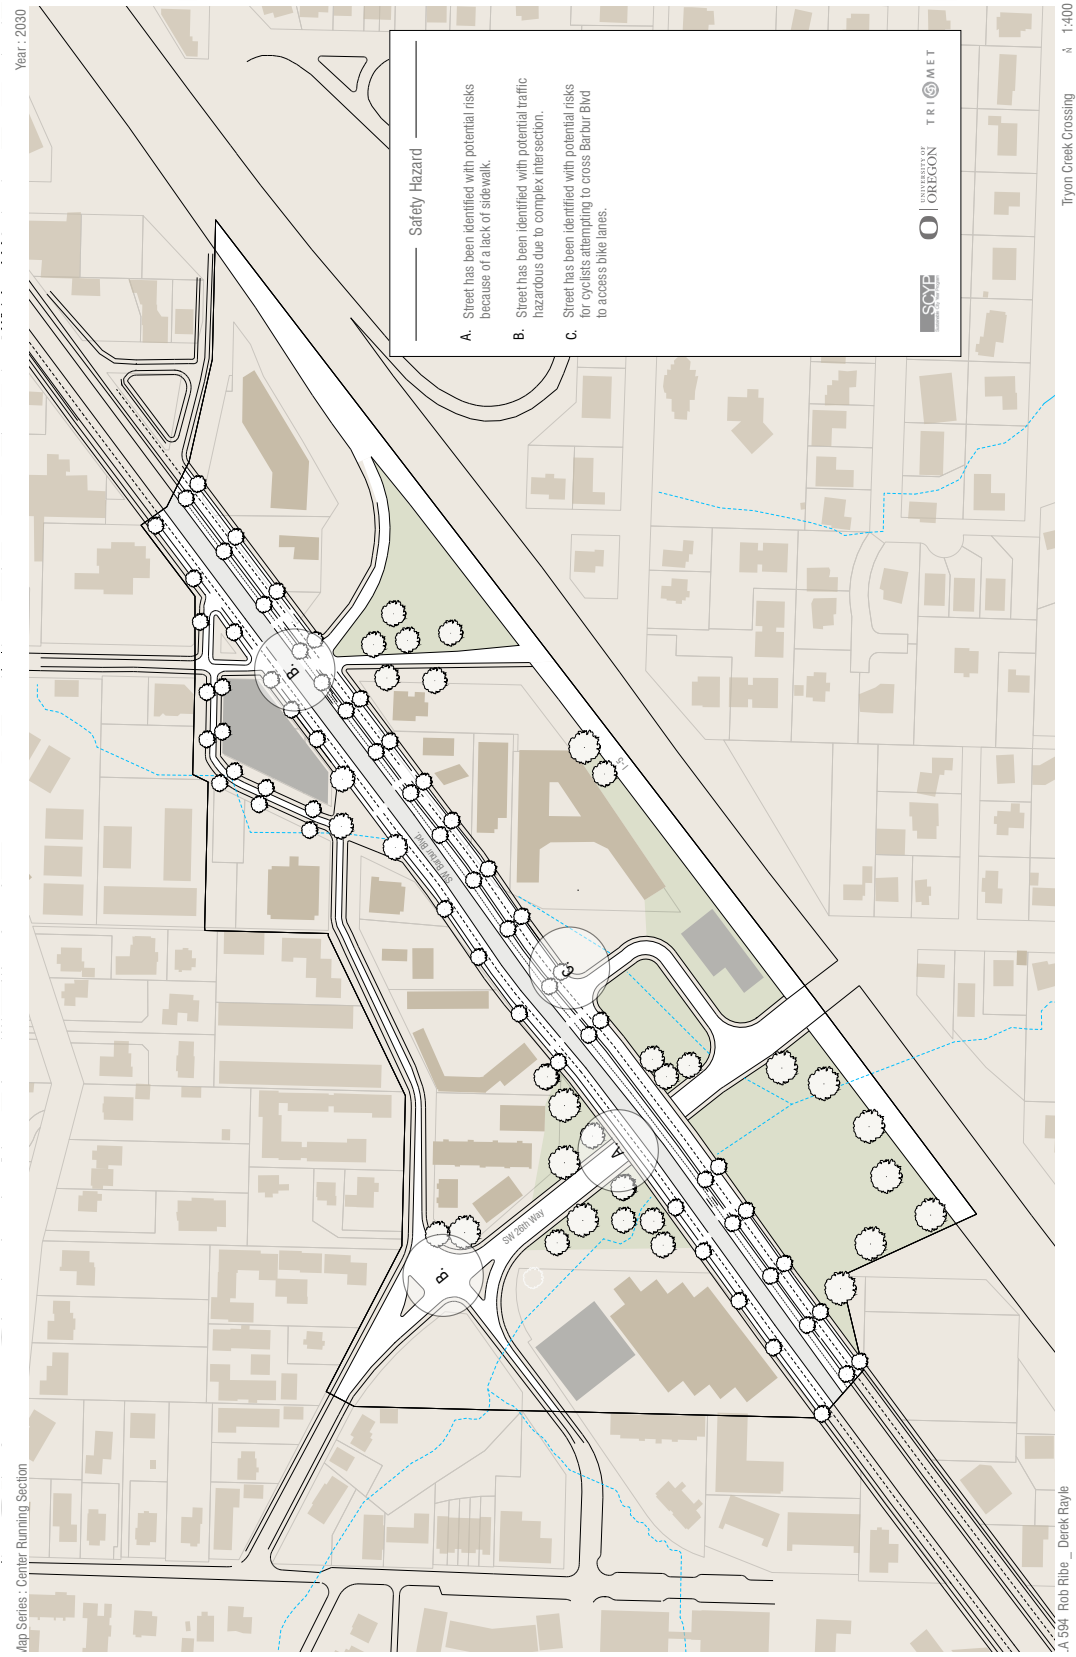 Map Series : Center Running Section
Year : 2030
Safety Hazard
A. Street has been identified with potential risks
because of a lack of sidewalk.
B. Street has been identified with potential traffic
hazardous due to complex intersection.
C. Street has been identified with potential risks
for cyclists attempting to cross Barbur Blvd
to access bike lanes.
SCYP
O UNIVERSITY OF
OREGON
TRI MET
B.
SW Barbur Blvd.
I-5
C.
A.
SW 26th Way
B.
LA 594 Rob Ribe _ Derek Rayle
Tryon Creek Crossing
N 1:400